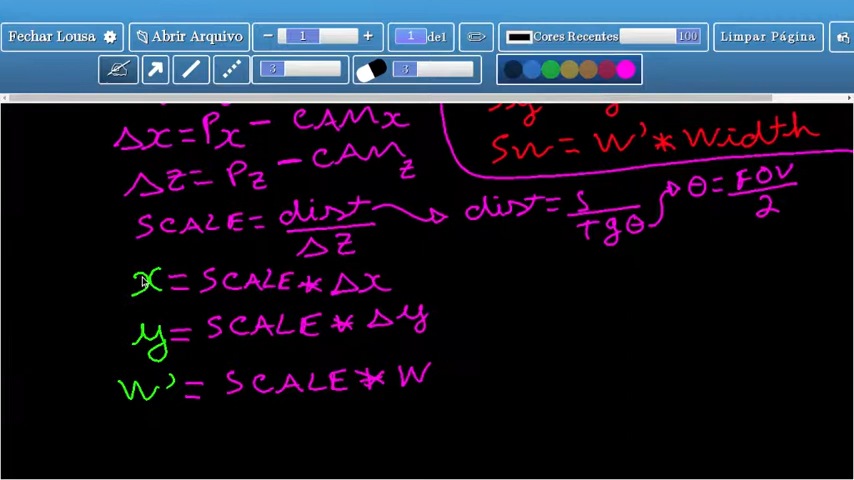 Fechar Lousa Abrir Arquivo − 1 + 1 de1 Cores Recentes 100 Limpar Página
3 3
Δx = Px - CAMx
ΔZ = PZ - CAMZ
SW = W' * Width
SCALE = dist / ΔZ
dist = S / Tgθ
θ = FOV / 2
x = SCALE * Δx
y = SCALE * Δy
W' = SCALE * W